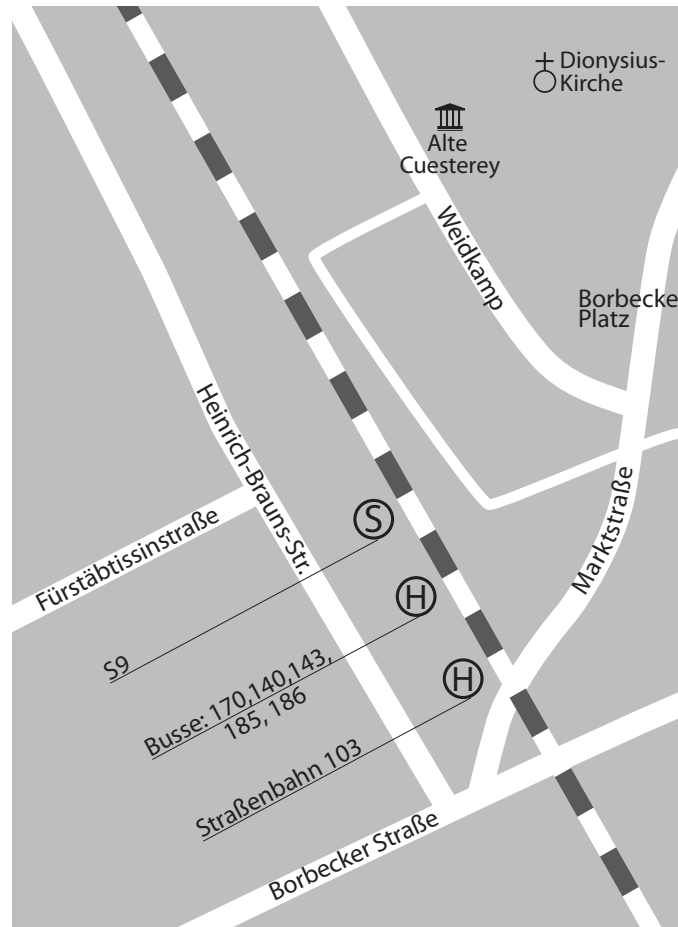 Dionysius-
Kirche
Alte
Cuesterey
Weidkamp
Borbecke
Platz
Heinrich-Brauns-Str.
Marktstraße
Fürstäbtissinstraße
S
S9
H
Busse: 170,140,143,
185, 186
H
Straßenbahn 103
Borbecker Straße